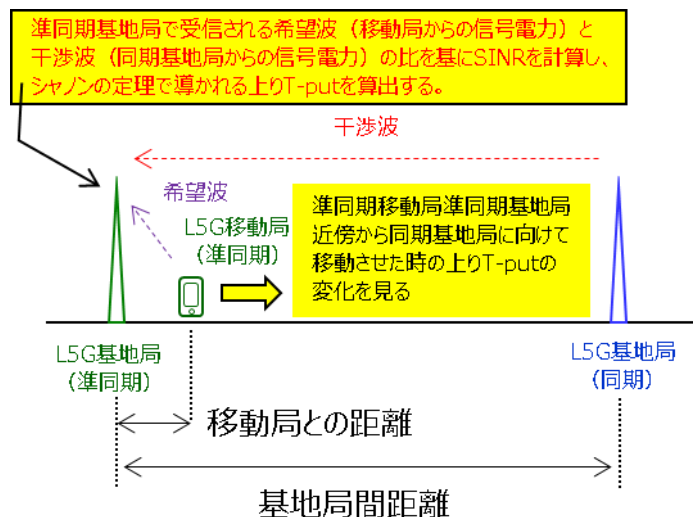 準同期基地局で受信される希望波（移動局からの信号電力）と
干渉波（同期基地局からの信号電力）の比を基にSINRを計算し、
シャノンの定理で導かれる上りT-putを算出する。
干渉波
希望波
L5G移動局
（準同期）
準同期移動局準同期基地局
近傍から同期基地局に向けて
移動させた時の上りT-putの
変化を見る
L5G基地局
（準同期）
L5G基地局
（同期）
移動局との距離
基地局間距離